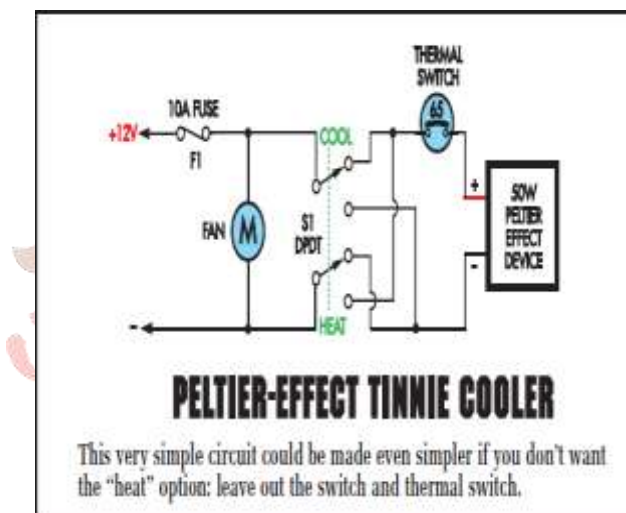 THERMAL
SWITCH
65
10A FUSE
+12V
F1
COOL
+
50W
PELTIER
EFFECT
DEVICE
-
FAN
M
S1
DPDT
-
HEAT
PELTIER-EFFECT TINNIE COOLER
This very simple circuit could be made even simpler if you don't want
the "heat" option: leave out the switch and thermal switch.